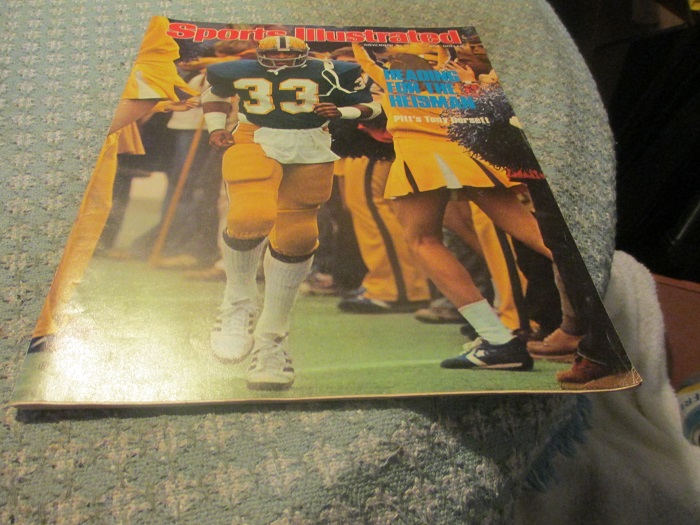 Sports Illustrated
HEADING
FOR THE
HEISMAN
Pitt's Tony Dorsett
33